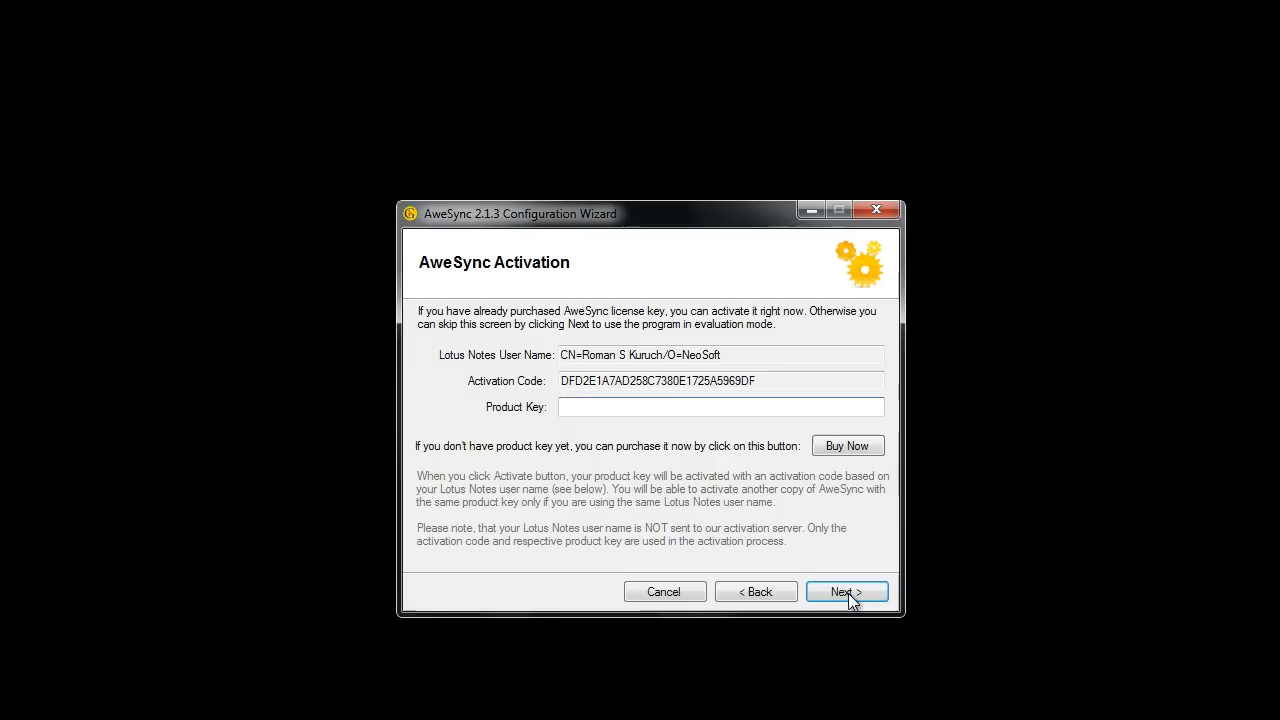 AweSync 2.1.3 Configuration Wizard
AweSync Activation
If you have already purchased AweSync license key, you can activate it right now. Otherwise you
can skip this screen by clicking Next to use the program in evaluation mode.
Lotus Notes User Name: CN=Roman S Kuruch/O=NeoSoft
Activation Code: DFD2E1A7AD258C7380E1725A5969DF
Product Key:
If you don't have product key yet, you can purchase it now by click on this button: Buy Now
When you click Activate button, your product key will be activated with an activation code based on
your Lotus Notes user name (see below). You will be able to activate another copy of AweSync with
the same product key only if you are using the same Lotus Notes user name.
Please note, that your Lotus Notes user name is NOT sent to our activation server. Only the
activation code and respective product key are used in the activation process.
Cancel < Back Next >